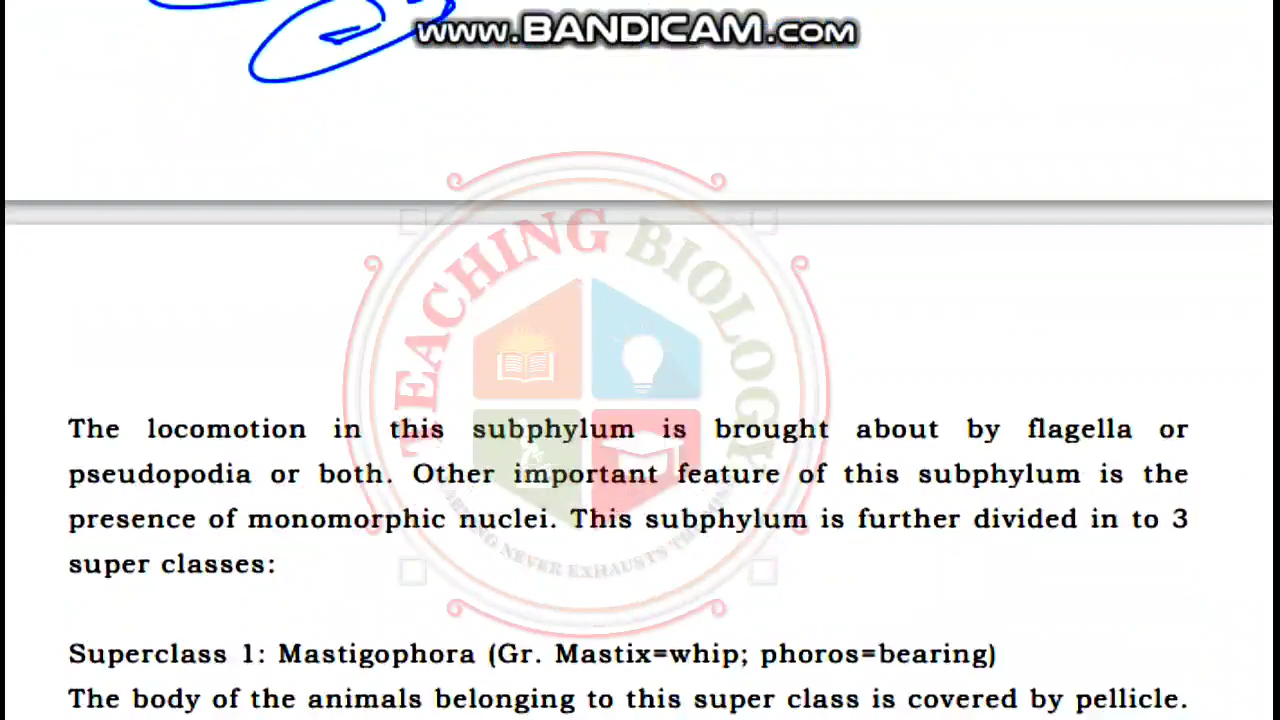 www.BANDICAM.com
TEACHING BIOLOGY
The locomotion in this subphylum is brought about by flagella or
pseudopodia or both. Other important feature of this subphylum is the
presence of monomorphic nuclei. This subphylum is further divided in to 3
super classes:
NEVER EXHAUSTS
Superclass 1: Mastigophora (Gr. Mastix=whip; phoros=bearing)
The body of the animals belonging to this super class is covered by pellicle.